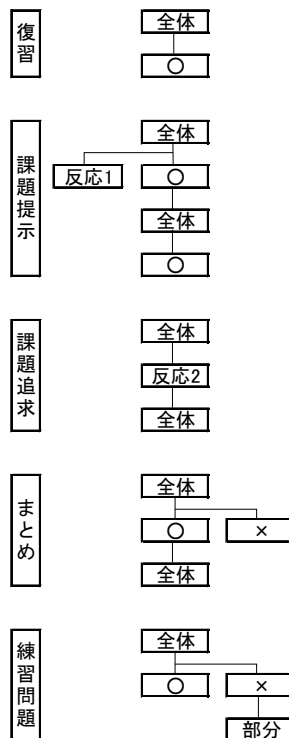 復習
全体
○
課題提示
全体
反応1 ○
全体
○
課題追求
全体
反応2
全体
まとめ
全体
○ ×
全体
練習問題
全体
○ ×
部分